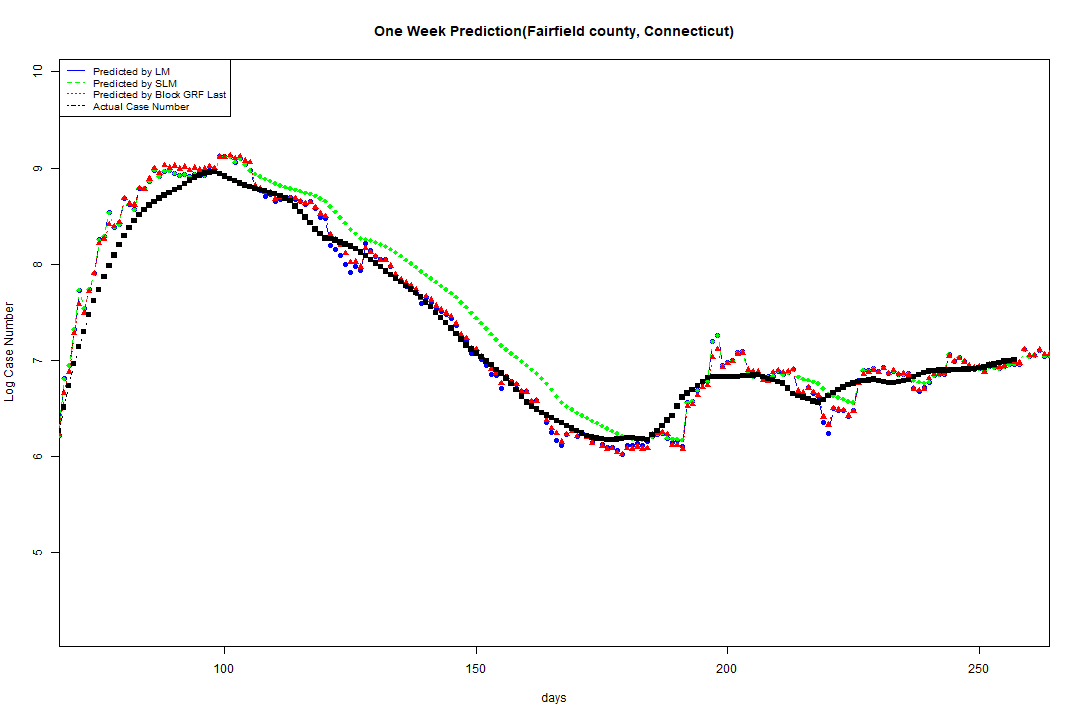 One Week Prediction(Fairfield county, Connecticut)
Predicted by LM
Predicted by SLM
Predicted by Block GRF Last
Actual Case Number
10
9
8
7
6
5
Log Case Number
100 150 200 250
days